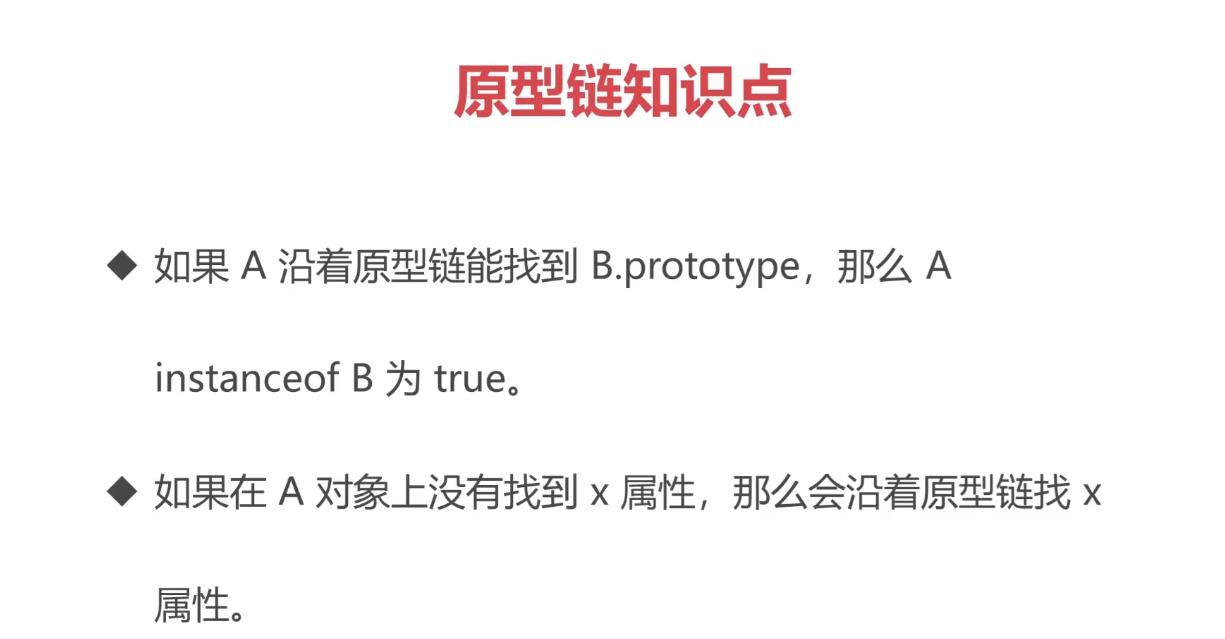 原型链知识点
◆ 如果 A 沿着原型链能找到 B.prototype，那么 A
instanceof B 为 true。
◆ 如果在 A 对象上没有找到 x 属性，那么会沿着原型链找 x
属性。